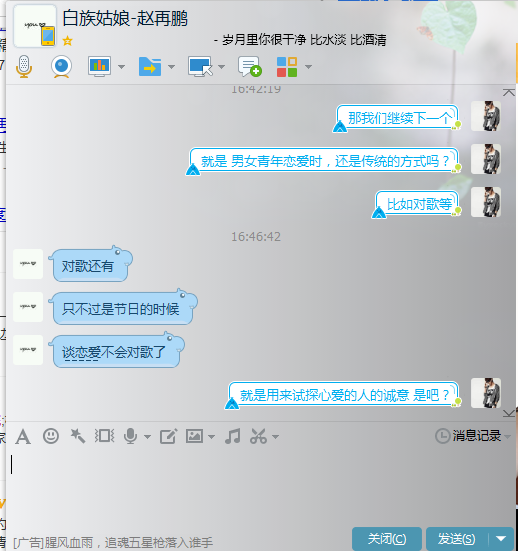 白族姑娘-赵再鹏
- 岁月里你很干净 比水淡 比酒清
16:42:19
那我们继续下一个
就是 男女青年恋爱时，还是传统的方式吗？
比如对歌等
16:46:42
对歌还有
只不过是节日的时候
谈恋爱不会对歌了
就是用来试探心爱的人的诚意 是吧？
消息记录
[广告]腥风血雨，追魂五星枪落入谁手
关闭(C)
发送(S)